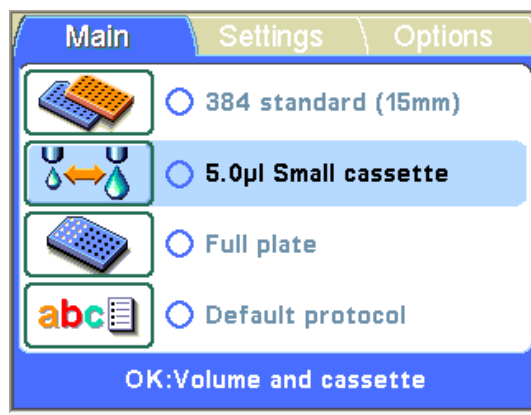 Main Settings Options
384 standard (15mm)
5.0µl Small cassette
Full plate
abc Default protocol
OK:Volume and cassette